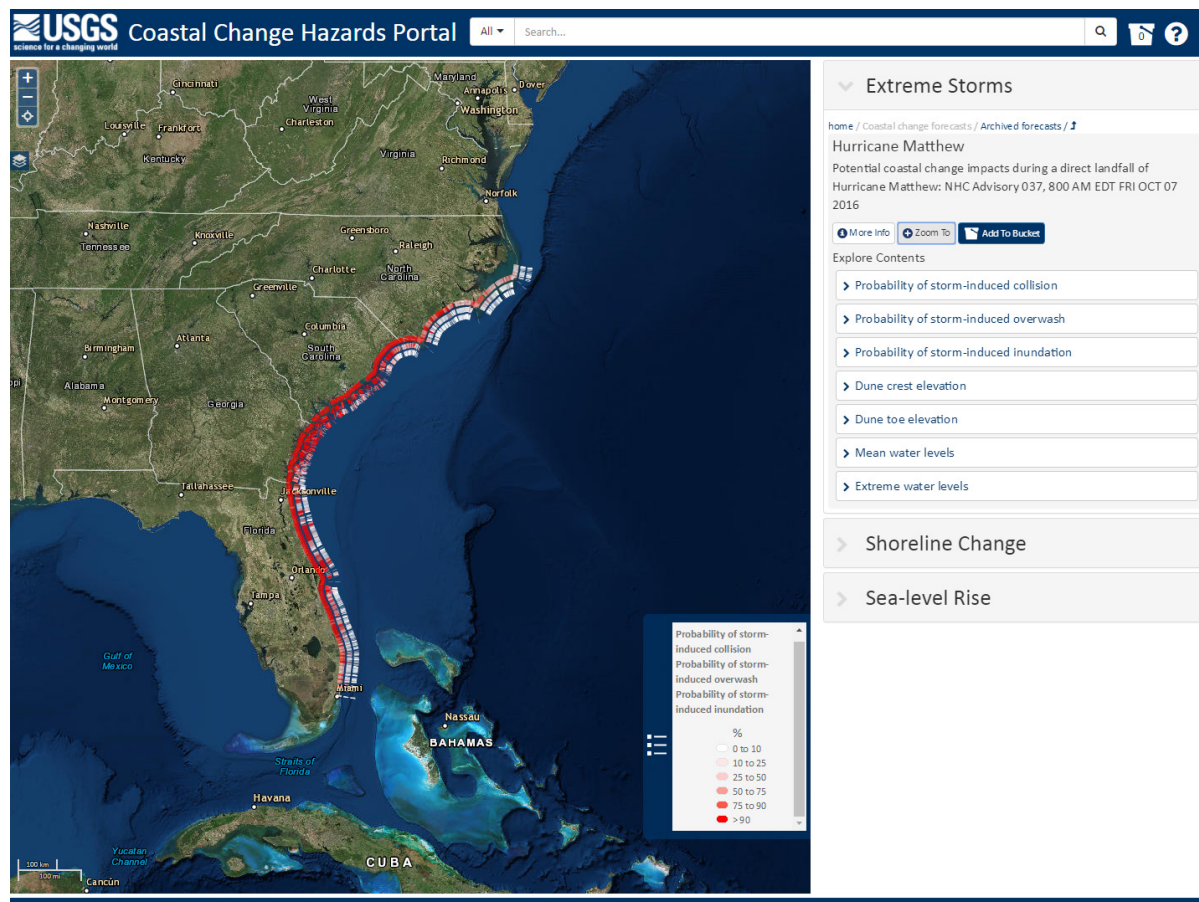 USGS
science for a changing world
Coastal Change Hazards Portal
All
Search...
0
?
+
−
Cincinnati
Maryland
Annapolis
Dover
West
Virginia
Washington
Louisville
Frankfort
Charleston
Kentucky
Virginia
Richmond
Norfolk
Nashville
Tennessee
Knoxville
Greensboro
Raleigh
Charlotte
North
Carolina
Greenville
Columbia
Atlanta
Birmingham
South
Carolina
ppi
Alabama
Montgomery
Georgia
Tallahassee
Jacksonville
Florida
Orlando
Tampa
Gulf of
Mexico
Miami
Nassau
BAHAMAS
Straits of
Florida
Havana
Yucatan
Channel
CUBA
100 km
100 mi
Cancún
Probability of storm-
induced collision
Probability of storm-
induced overwash
Probability of storm-
induced inundation
%
0 to 10
10 to 25
25 to 50
50 to 75
75 to 90
>90
Extreme Storms
home / Coastal change forecasts / Archived forecasts /
Hurricane Matthew
Potential coastal change impacts during a direct landfall of
Hurricane Matthew: NHC Advisory 037, 800 AM EDT FRI OCT 07
2016
More Info
Zoom To
Add To Bucket
Explore Contents
Probability of storm-induced collision
Probability of storm-induced overwash
Probability of storm-induced inundation
Dune crest elevation
Dune toe elevation
Mean water levels
Extreme water levels
Shoreline Change
Sea-level Rise